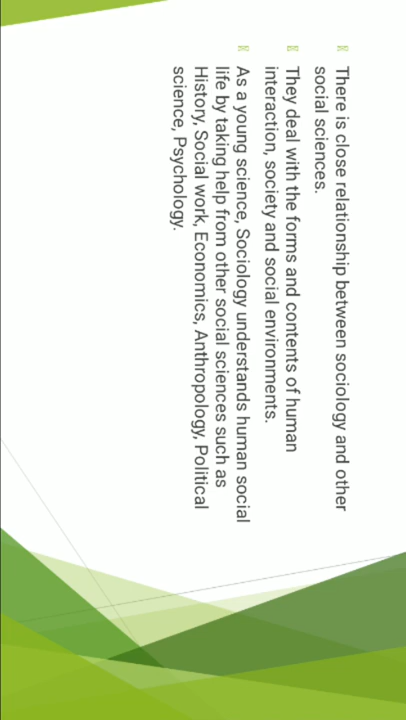 There is close relationship between sociology and other
social sciences.
They deal with the forms and contents of human
interaction, society and social environments.
As a young science, Sociology understands human social
life by taking help from other social sciences such as
History, Social work, Economics, Anthropology, Political
science, Psychology.